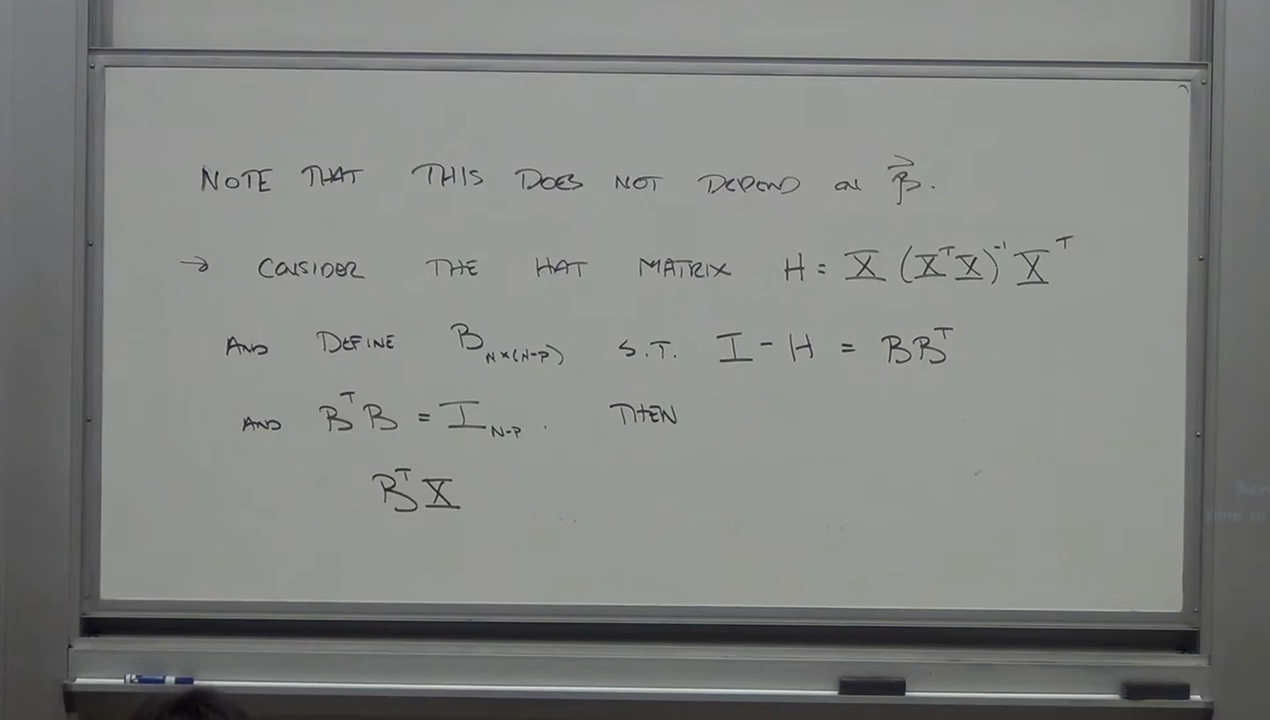 NOTE THAT THIS DOES NOT DEPEND ON β⃗.
→ CONSIDER THE HAT MATRIX H = X (XᵀX)⁻¹ Xᵀ
AND DEFINE B_{N×(N-P)} S.T. I - H = BBᵀ
AND BᵀB = I_{N-P}. THEN
BᵀX